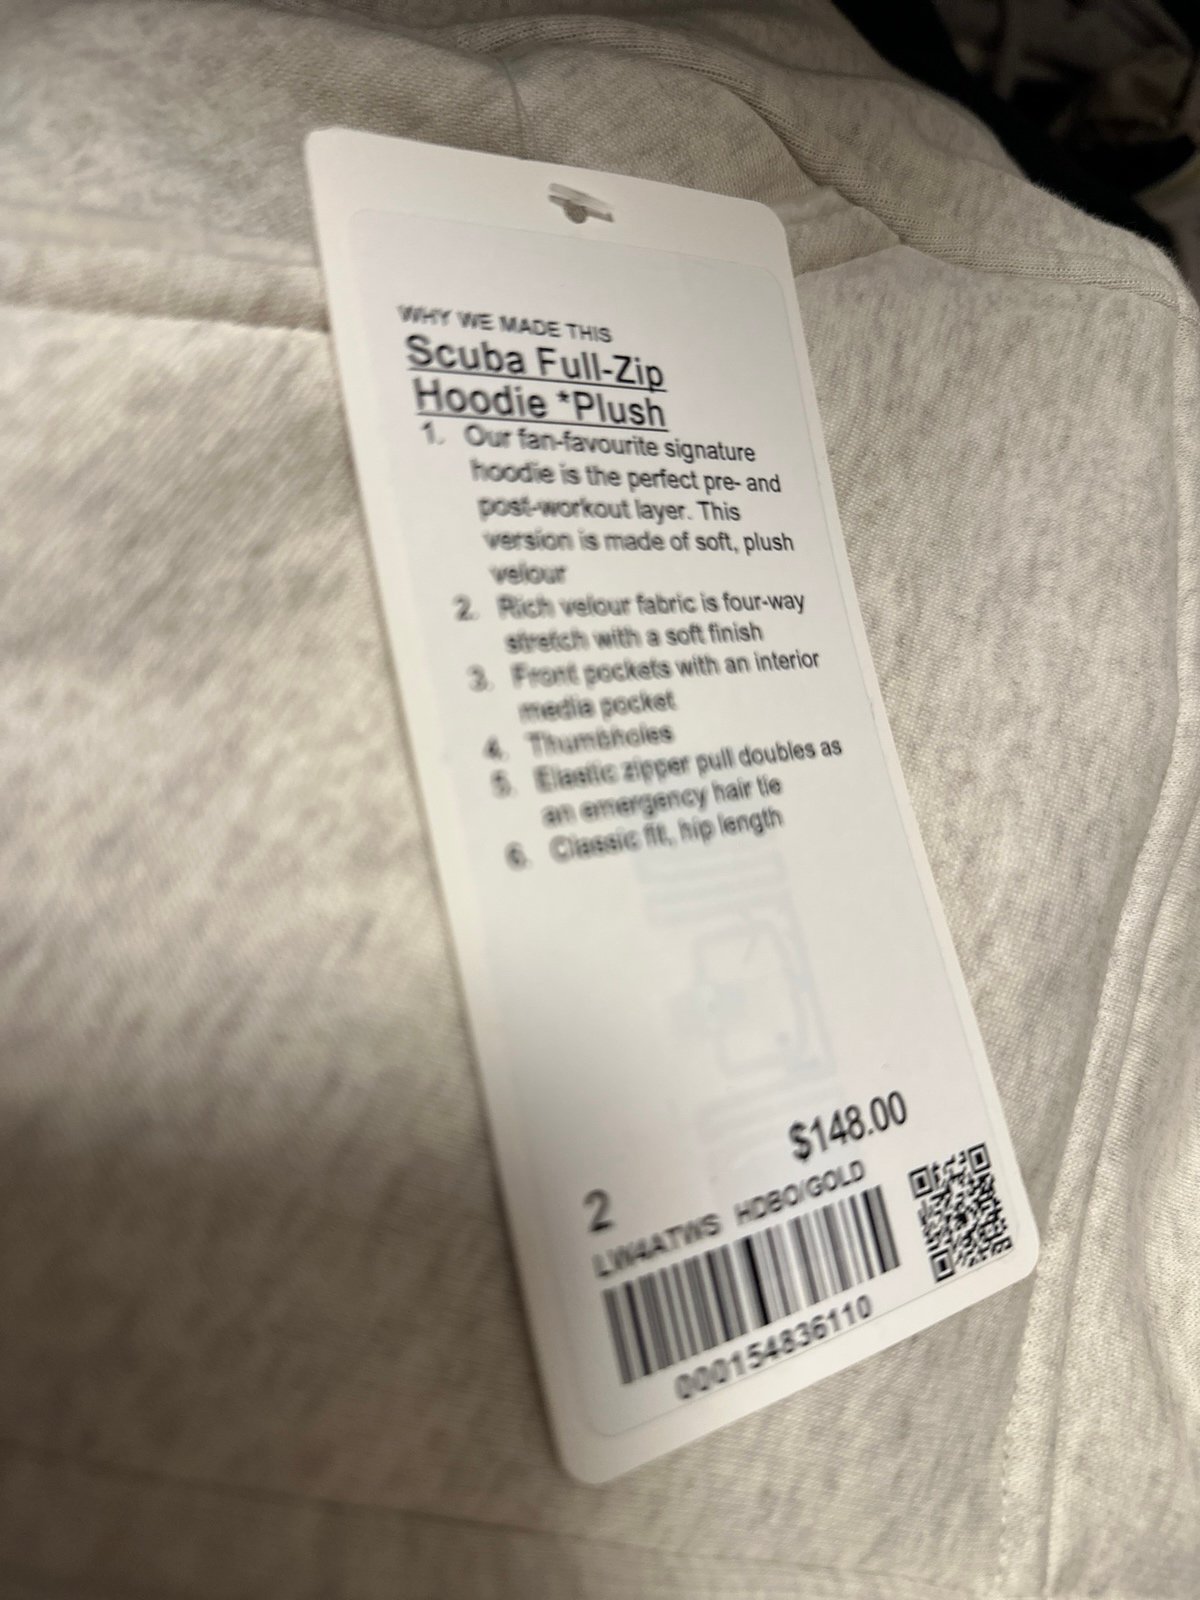 WHY WE MADE THIS
Scuba Full-Zip
Hoodie *Plush
1. Our fan-favourite signature
hoodie is the perfect pre- and
post-workout layer. This
version is made of soft, plush
velour
2. Rich velour fabric is four-way
stretch with a soft finish
3. Front pockets with an interior
media pocket
4. Thumbholes
5. Elastic zipper pull doubles as
an emergency hair tie
6. Classic fit, hip length
$148.00
2
LW4ATWS HDBO/GOLD
000154836110